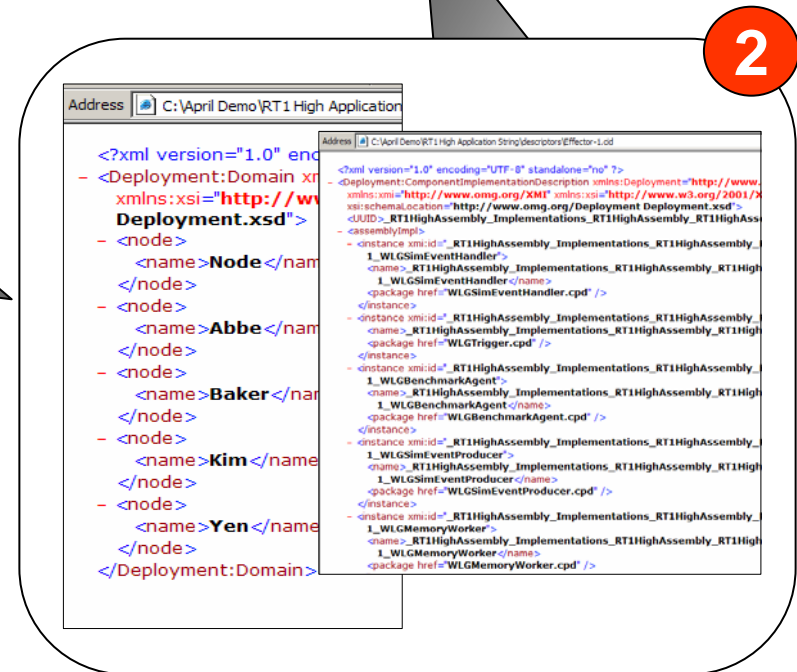 2
Address C:\April Demo\RT1 High Application
<?xml version="1.0" enc
– <Deployment:Domain xr
xmlns:xsi="http://ww
Deployment.xsd">
– <node>
<name>Node</nam
</node>
– <node>
<name>Abbe</nam
</node>
– <node>
<name>Baker</nar
</node>
– <node>
<name>Kim</name
</node>
– <node>
<name>Yen</name
</node>
</Deployment:Domain>
Address C:\April Demo\RT1 High Application String\descriptors\Effector-1.cid
<?xml version="1.0" encoding="UTF-8" standalone="no" ?>
– <Deployment:ComponentImplementationDescription xmlns:Deployment="http://www.
xmlns:xmi="http://www.omg.org/XMI" xmlns:xsi="http://www.w3.org/2001/X
xsi:schemaLocation="http://www.omg.org/Deployment Deployment.xsd">
<UUID>_RT1HighAssembly_Implementations_RT1HighAssembly_RT1HighAss
– <assemblyImpl>
– <instance xmi:id="_RT1HighAssembly_Implementations_RT1HighAssembly_
1_WLGSimEventHandler">
<name>_RT1HighAssembly_Implementations_RT1HighAssembly_RT1High
1_WLGSimEventHandler</name>
<package href="WLGSimEventHandler.cpd" />
</instance>
– <instance xmi:id="_RT1HighAssembly_Implementations_RT1HighAssembly_
<name>_RT1HighAssembly_Implementations_RT1HighAssembly_RT1High
<package href="WLGTrigger.cpd" />
</instance>
– <instance xmi:id="_RT1HighAssembly_Implementations_RT1HighAssembly_
1_WLGBenchmarkAgent">
<name>_RT1HighAssembly_Implementations_RT1HighAssembly_RT1High
1_WLGBenchmarkAgent</name>
<package href="WLGBenchmarkAgent.cpd" />
</instance>
– <instance xmi:id="_RT1HighAssembly_Implementations_RT1HighAssembly_
1_WLGSimEventProducer">
<name>_RT1HighAssembly_Implementations_RT1HighAssembly_RT1High
1_WLGSimEventProducer</name>
<package href="WLGSimEventProducer.cpd" />
</instance>
– <instance xmi:id="_RT1HighAssembly_Implementations_RT1HighAssembly_
1_WLGMemoryWorker">
<name>_RT1HighAssembly_Implementations_RT1HighAssembly_RT1High
1_WLGMemoryWorker</name>
<package href="WLGMemoryWorker.cpd" />